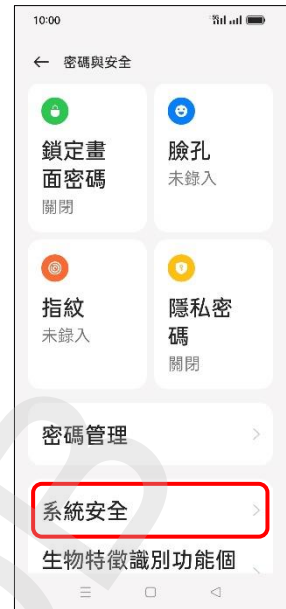 10:00
密碼與安全
鎖定畫
面密碼
關閉
臉孔
未錄入
指紋
未錄入
隱私密
碼
關閉
密碼管理
系統安全
生物特徵識別功能個